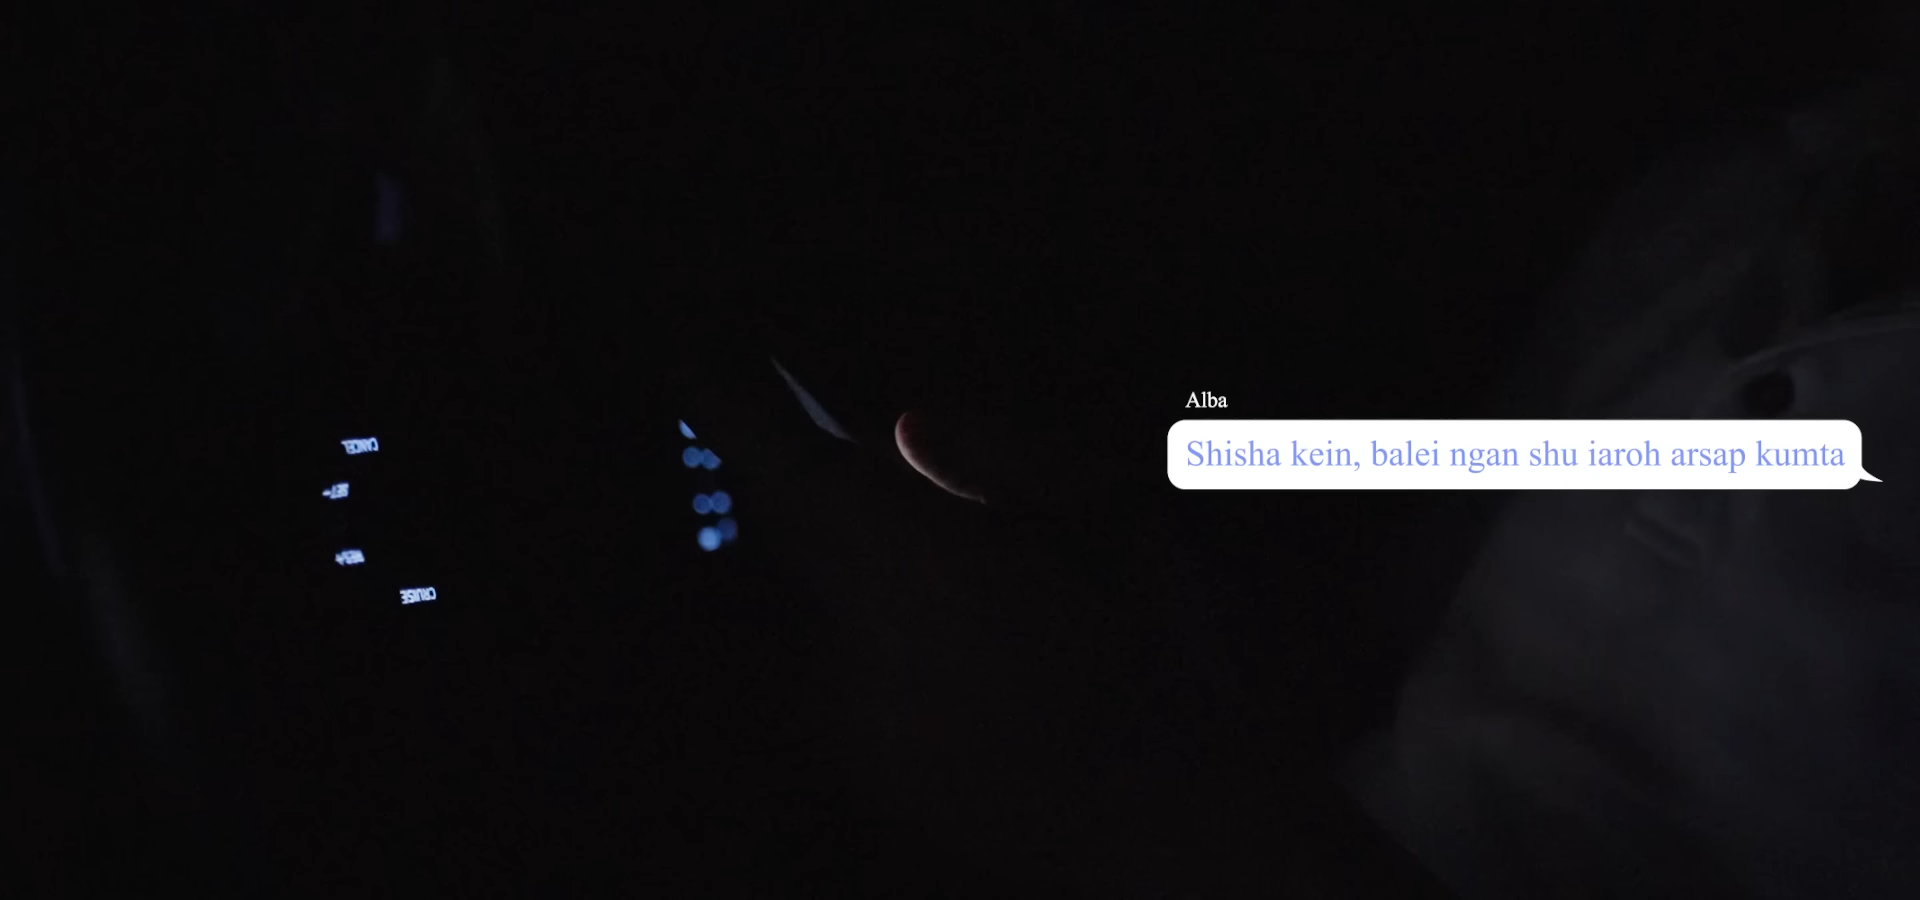 Alba
Shisha kein, balei ngan shu iaroh arsap kumta
CANCEL
SET-
RES+
CRUISE